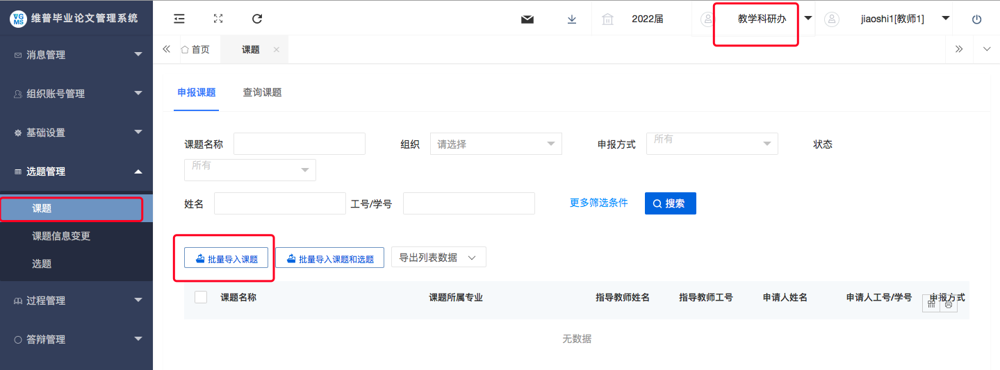 VG
MS
维普毕业论文管理系统
2022届
教学科研办
jiaoshi1[教师1]
消息管理
组织账号管理
基础设置
选题管理
课题
课题信息变更
选题
过程管理
答辩管理
首页
课题
申报课题
查询课题
课题名称
组织
请选择
申报方式
所有
状态
所有
姓名
工号/学号
更多筛选条件
搜索
批量导入课题
批量导入课题和选题
导出列表数据
课题名称
课题所属专业
指导教师姓名
指导教师工号
申请人姓名
申请人工号/学号
申报方式
无数据